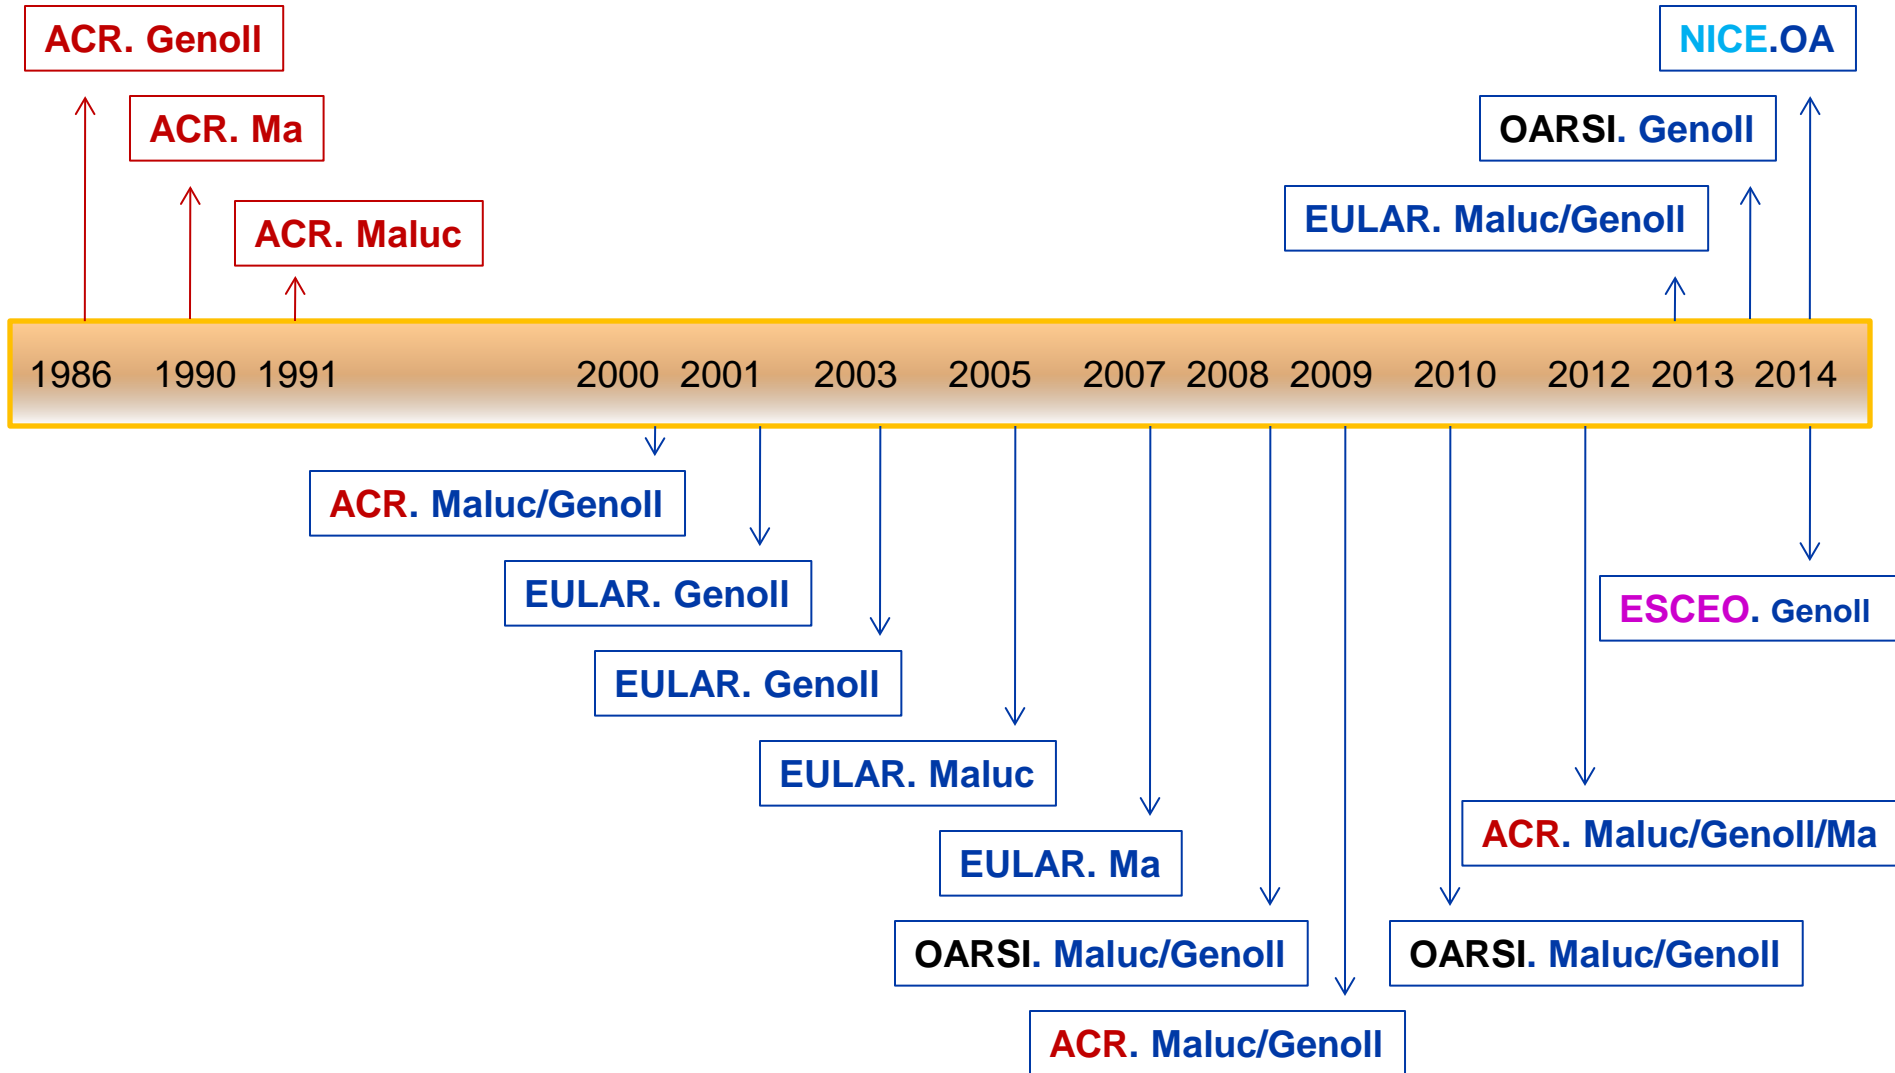 ACR. Genoll
NICE.OA
ACR. Ma
OARSI. Genoll
ACR. Maluc
EULAR. Maluc/Genoll
1986 1990 1991 2000 2001 2003 2005 2007 2008 2009 2010 2012 2013 2014
ACR. Maluc/Genoll
EULAR. Genoll
ESCEO. Genoll
EULAR. Genoll
EULAR. Maluc
ACR. Maluc/Genoll/Ma
EULAR. Ma
OARSI. Maluc/Genoll
OARSI. Maluc/Genoll
ACR. Maluc/Genoll